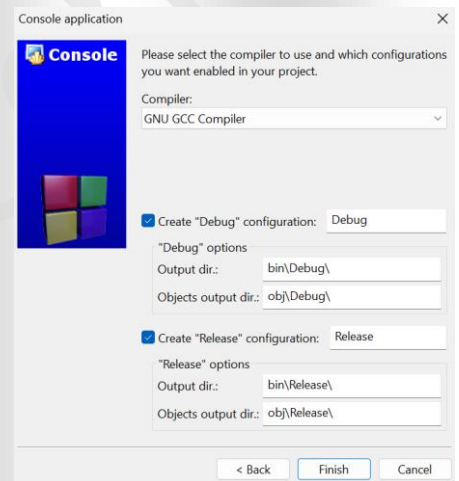 Console application
Console
Please select the compiler to use and which configurations
you want enabled in your project.
Compiler:
GNU GCC Compiler
Create "Debug" configuration: Debug
"Debug" options
Output dir.: bin\Debug\
Objects output dir.: obj\Debug\
Create "Release" configuration: Release
"Release" options
Output dir.: bin\Release\
Objects output dir.: obj\Release\
< Back Finish Cancel